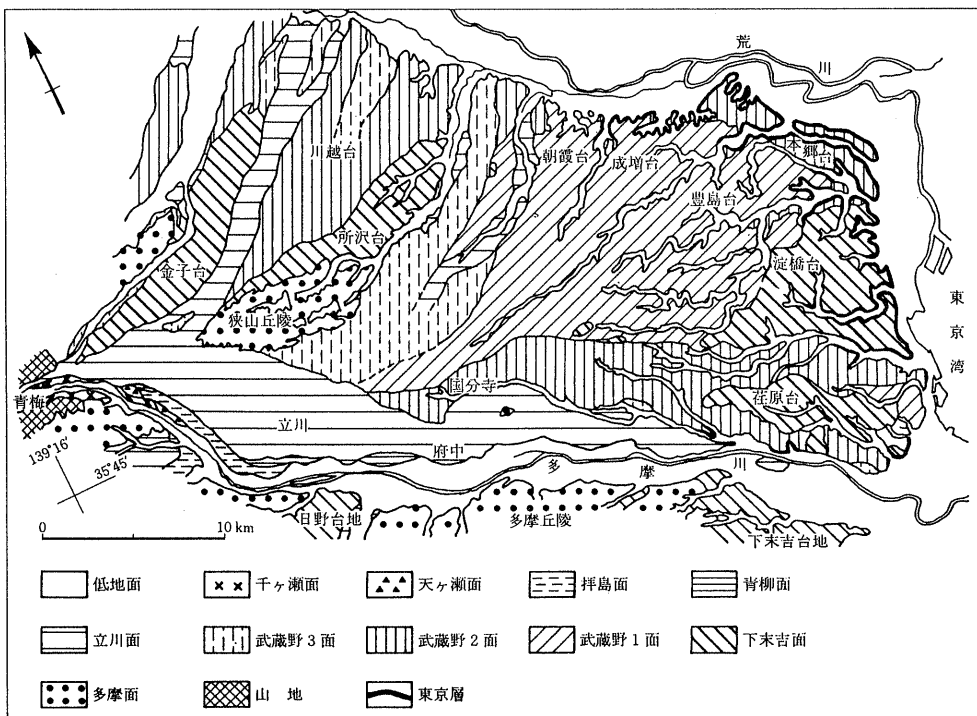 荒
川
川越台
朝霞台
成増台
本郷台
豊島台
所沢台
淀橋台
金子台
狭山丘陵
東京湾
国分寺
青梅
荏原台
立川
府中
139°16′
35°45′
多摩川
日野台地
多摩丘陵
下末吉台地
0 10 km
低地面 千ヶ瀬面 天ヶ瀬面 拝島面 青柳面
立川面 武蔵野3面 武蔵野2面 武蔵野1面 下末吉面
多摩面 山 地 東京層